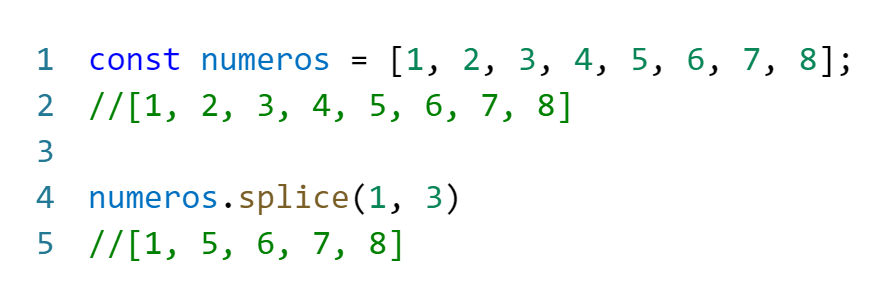 1 const numeros = [1, 2, 3, 4, 5, 6, 7, 8];
2 //[1, 2, 3, 4, 5, 6, 7, 8]
3
4 numeros.splice(1, 3)
5 //[1, 5, 6, 7, 8]